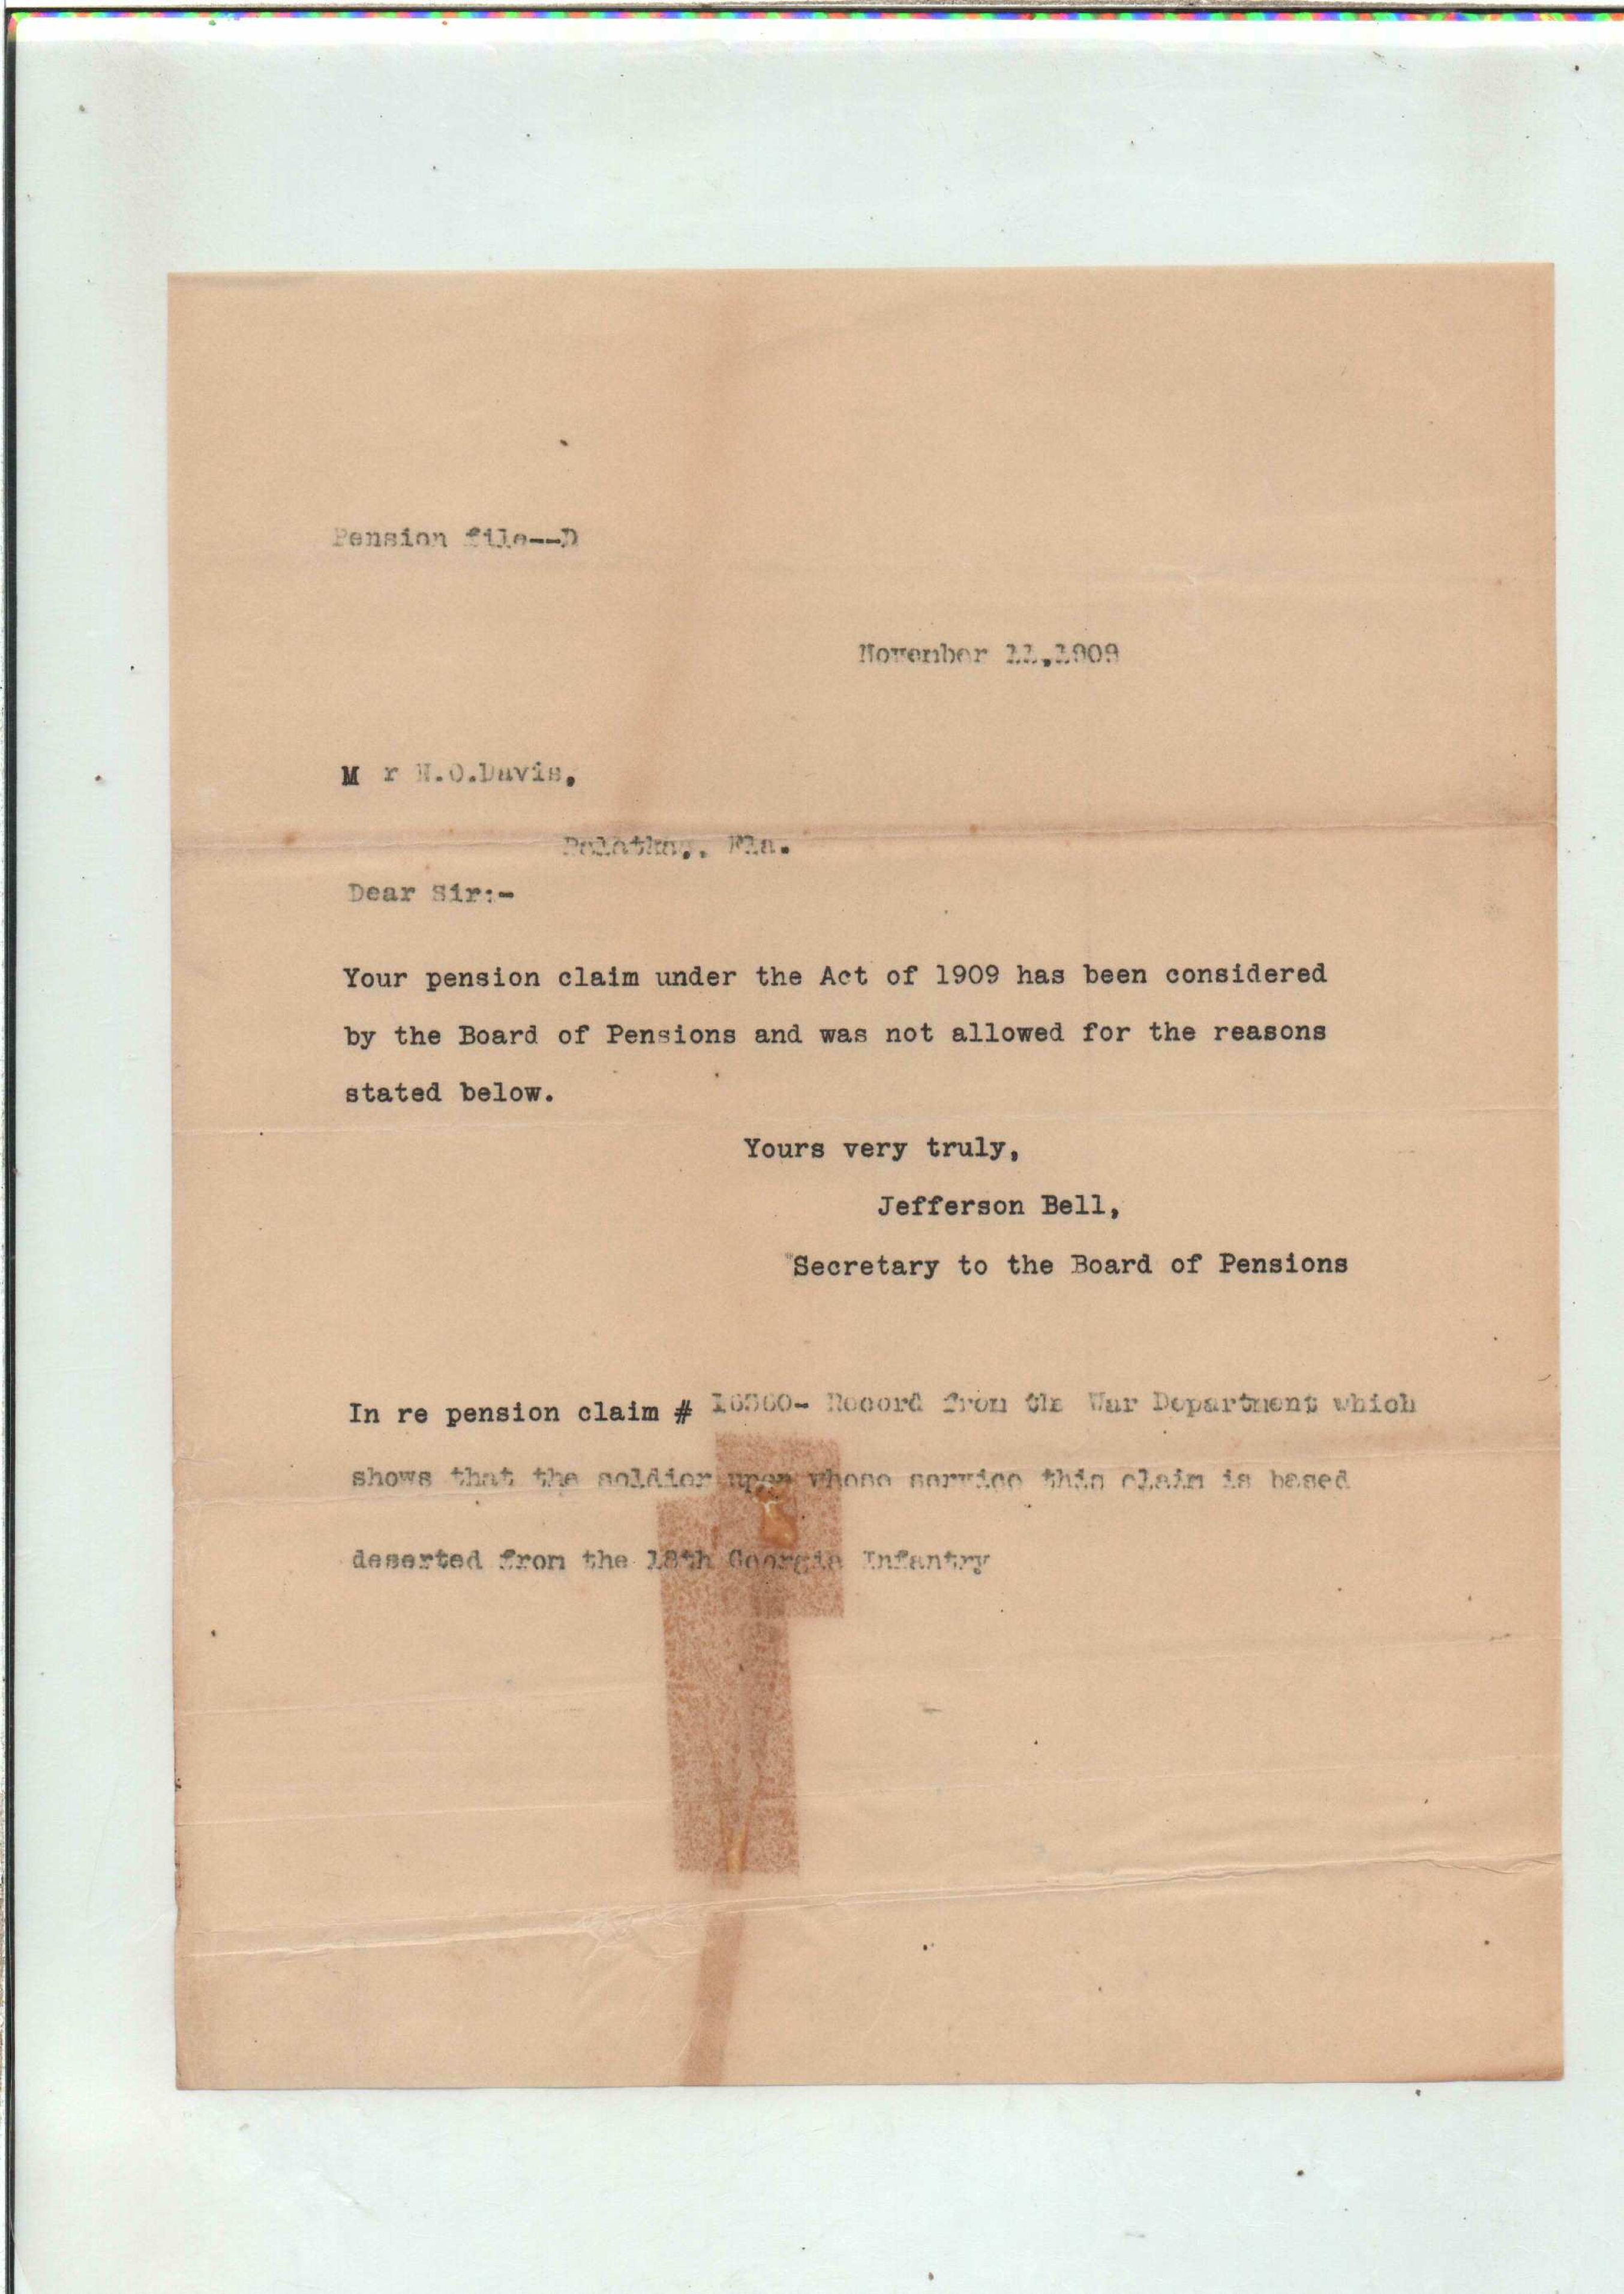 Pension file--D
November 11,1909
M r Davis,
Palatka,. Fla.
Dear Sir:-
Your pension claim under the Act of 1909 has been considered
by the Board of Pensions and was not allowed for the reasons
stated below.
Yours very truly,
Jefferson Bell,
Secretary to the Board of Pensions
In re pension claim # Record from the War Department which
shows that the soldier upon whose service this claim is based
deserted from the 18th Georgia Infantry